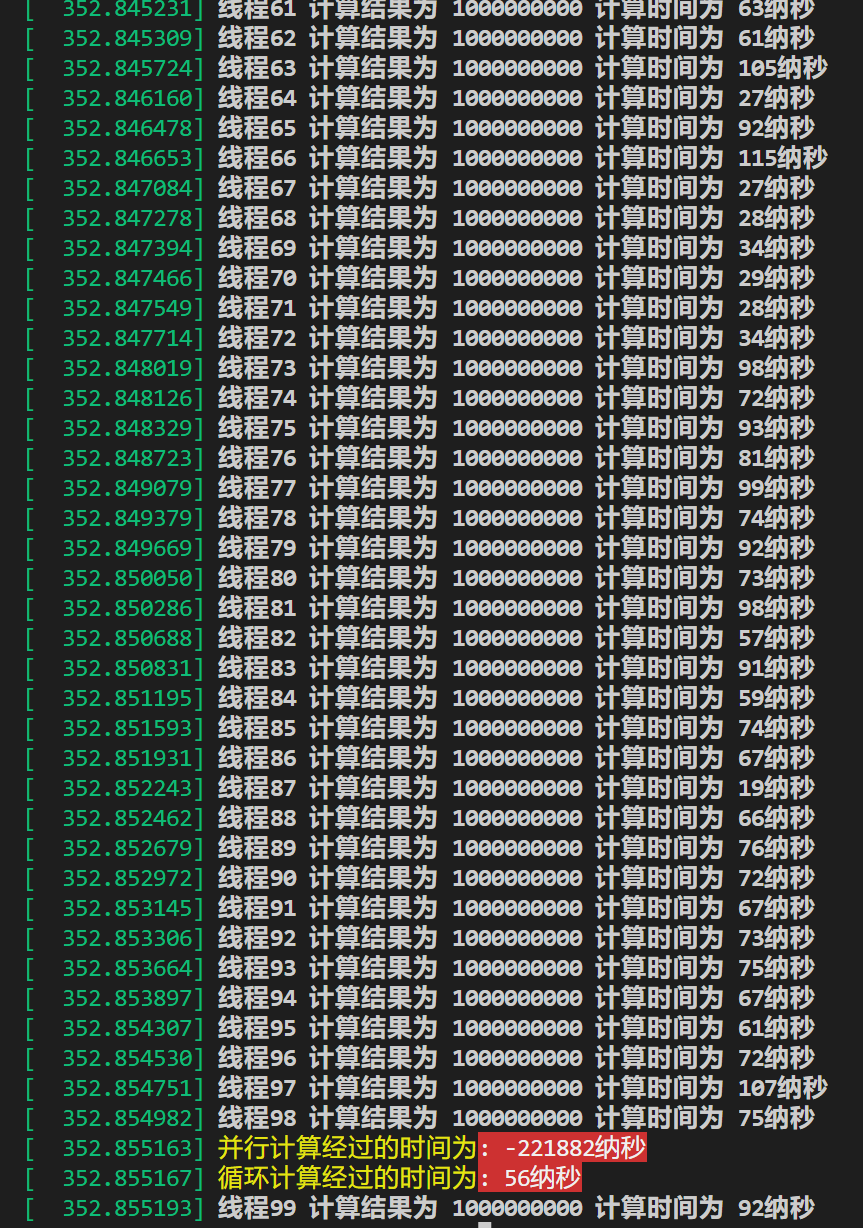 [  352.845231] 线程61 计算结果为 1000000000 计算时间为 63纳秒
[  352.845309] 线程62 计算结果为 1000000000 计算时间为 61纳秒
[  352.845724] 线程63 计算结果为 1000000000 计算时间为 105纳秒
[  352.846160] 线程64 计算结果为 1000000000 计算时间为 27纳秒
[  352.846478] 线程65 计算结果为 1000000000 计算时间为 92纳秒
[  352.846653] 线程66 计算结果为 1000000000 计算时间为 115纳秒
[  352.847084] 线程67 计算结果为 1000000000 计算时间为 27纳秒
[  352.847278] 线程68 计算结果为 1000000000 计算时间为 28纳秒
[  352.847394] 线程69 计算结果为 1000000000 计算时间为 34纳秒
[  352.847466] 线程70 计算结果为 1000000000 计算时间为 29纳秒
[  352.847549] 线程71 计算结果为 1000000000 计算时间为 28纳秒
[  352.847714] 线程72 计算结果为 1000000000 计算时间为 34纳秒
[  352.848019] 线程73 计算结果为 1000000000 计算时间为 98纳秒
[  352.848126] 线程74 计算结果为 1000000000 计算时间为 72纳秒
[  352.848329] 线程75 计算结果为 1000000000 计算时间为 93纳秒
[  352.848723] 线程76 计算结果为 1000000000 计算时间为 81纳秒
[  352.849079] 线程77 计算结果为 1000000000 计算时间为 99纳秒
[  352.849379] 线程78 计算结果为 1000000000 计算时间为 74纳秒
[  352.849669] 线程79 计算结果为 1000000000 计算时间为 92纳秒
[  352.850050] 线程80 计算结果为 1000000000 计算时间为 73纳秒
[  352.850286] 线程81 计算结果为 1000000000 计算时间为 98纳秒
[  352.850688] 线程82 计算结果为 1000000000 计算时间为 57纳秒
[  352.850831] 线程83 计算结果为 1000000000 计算时间为 91纳秒
[  352.851195] 线程84 计算结果为 1000000000 计算时间为 59纳秒
[  352.851593] 线程85 计算结果为 1000000000 计算时间为 74纳秒
[  352.851931] 线程86 计算结果为 1000000000 计算时间为 67纳秒
[  352.852243] 线程87 计算结果为 1000000000 计算时间为 19纳秒
[  352.852462] 线程88 计算结果为 1000000000 计算时间为 66纳秒
[  352.852679] 线程89 计算结果为 1000000000 计算时间为 76纳秒
[  352.852972] 线程90 计算结果为 1000000000 计算时间为 72纳秒
[  352.853145] 线程91 计算结果为 1000000000 计算时间为 67纳秒
[  352.853306] 线程92 计算结果为 1000000000 计算时间为 73纳秒
[  352.853664] 线程93 计算结果为 1000000000 计算时间为 75纳秒
[  352.853897] 线程94 计算结果为 1000000000 计算时间为 67纳秒
[  352.854307] 线程95 计算结果为 1000000000 计算时间为 61纳秒
[  352.854530] 线程96 计算结果为 1000000000 计算时间为 72纳秒
[  352.854751] 线程97 计算结果为 1000000000 计算时间为 107纳秒
[  352.854982] 线程98 计算结果为 1000000000 计算时间为 75纳秒
[  352.855163] 并行计算经过的时间为: -221882纳秒
[  352.855167] 循环计算经过的时间为: 56纳秒
[  352.855193] 线程99 计算结果为 1000000000 计算时间为 92纳秒